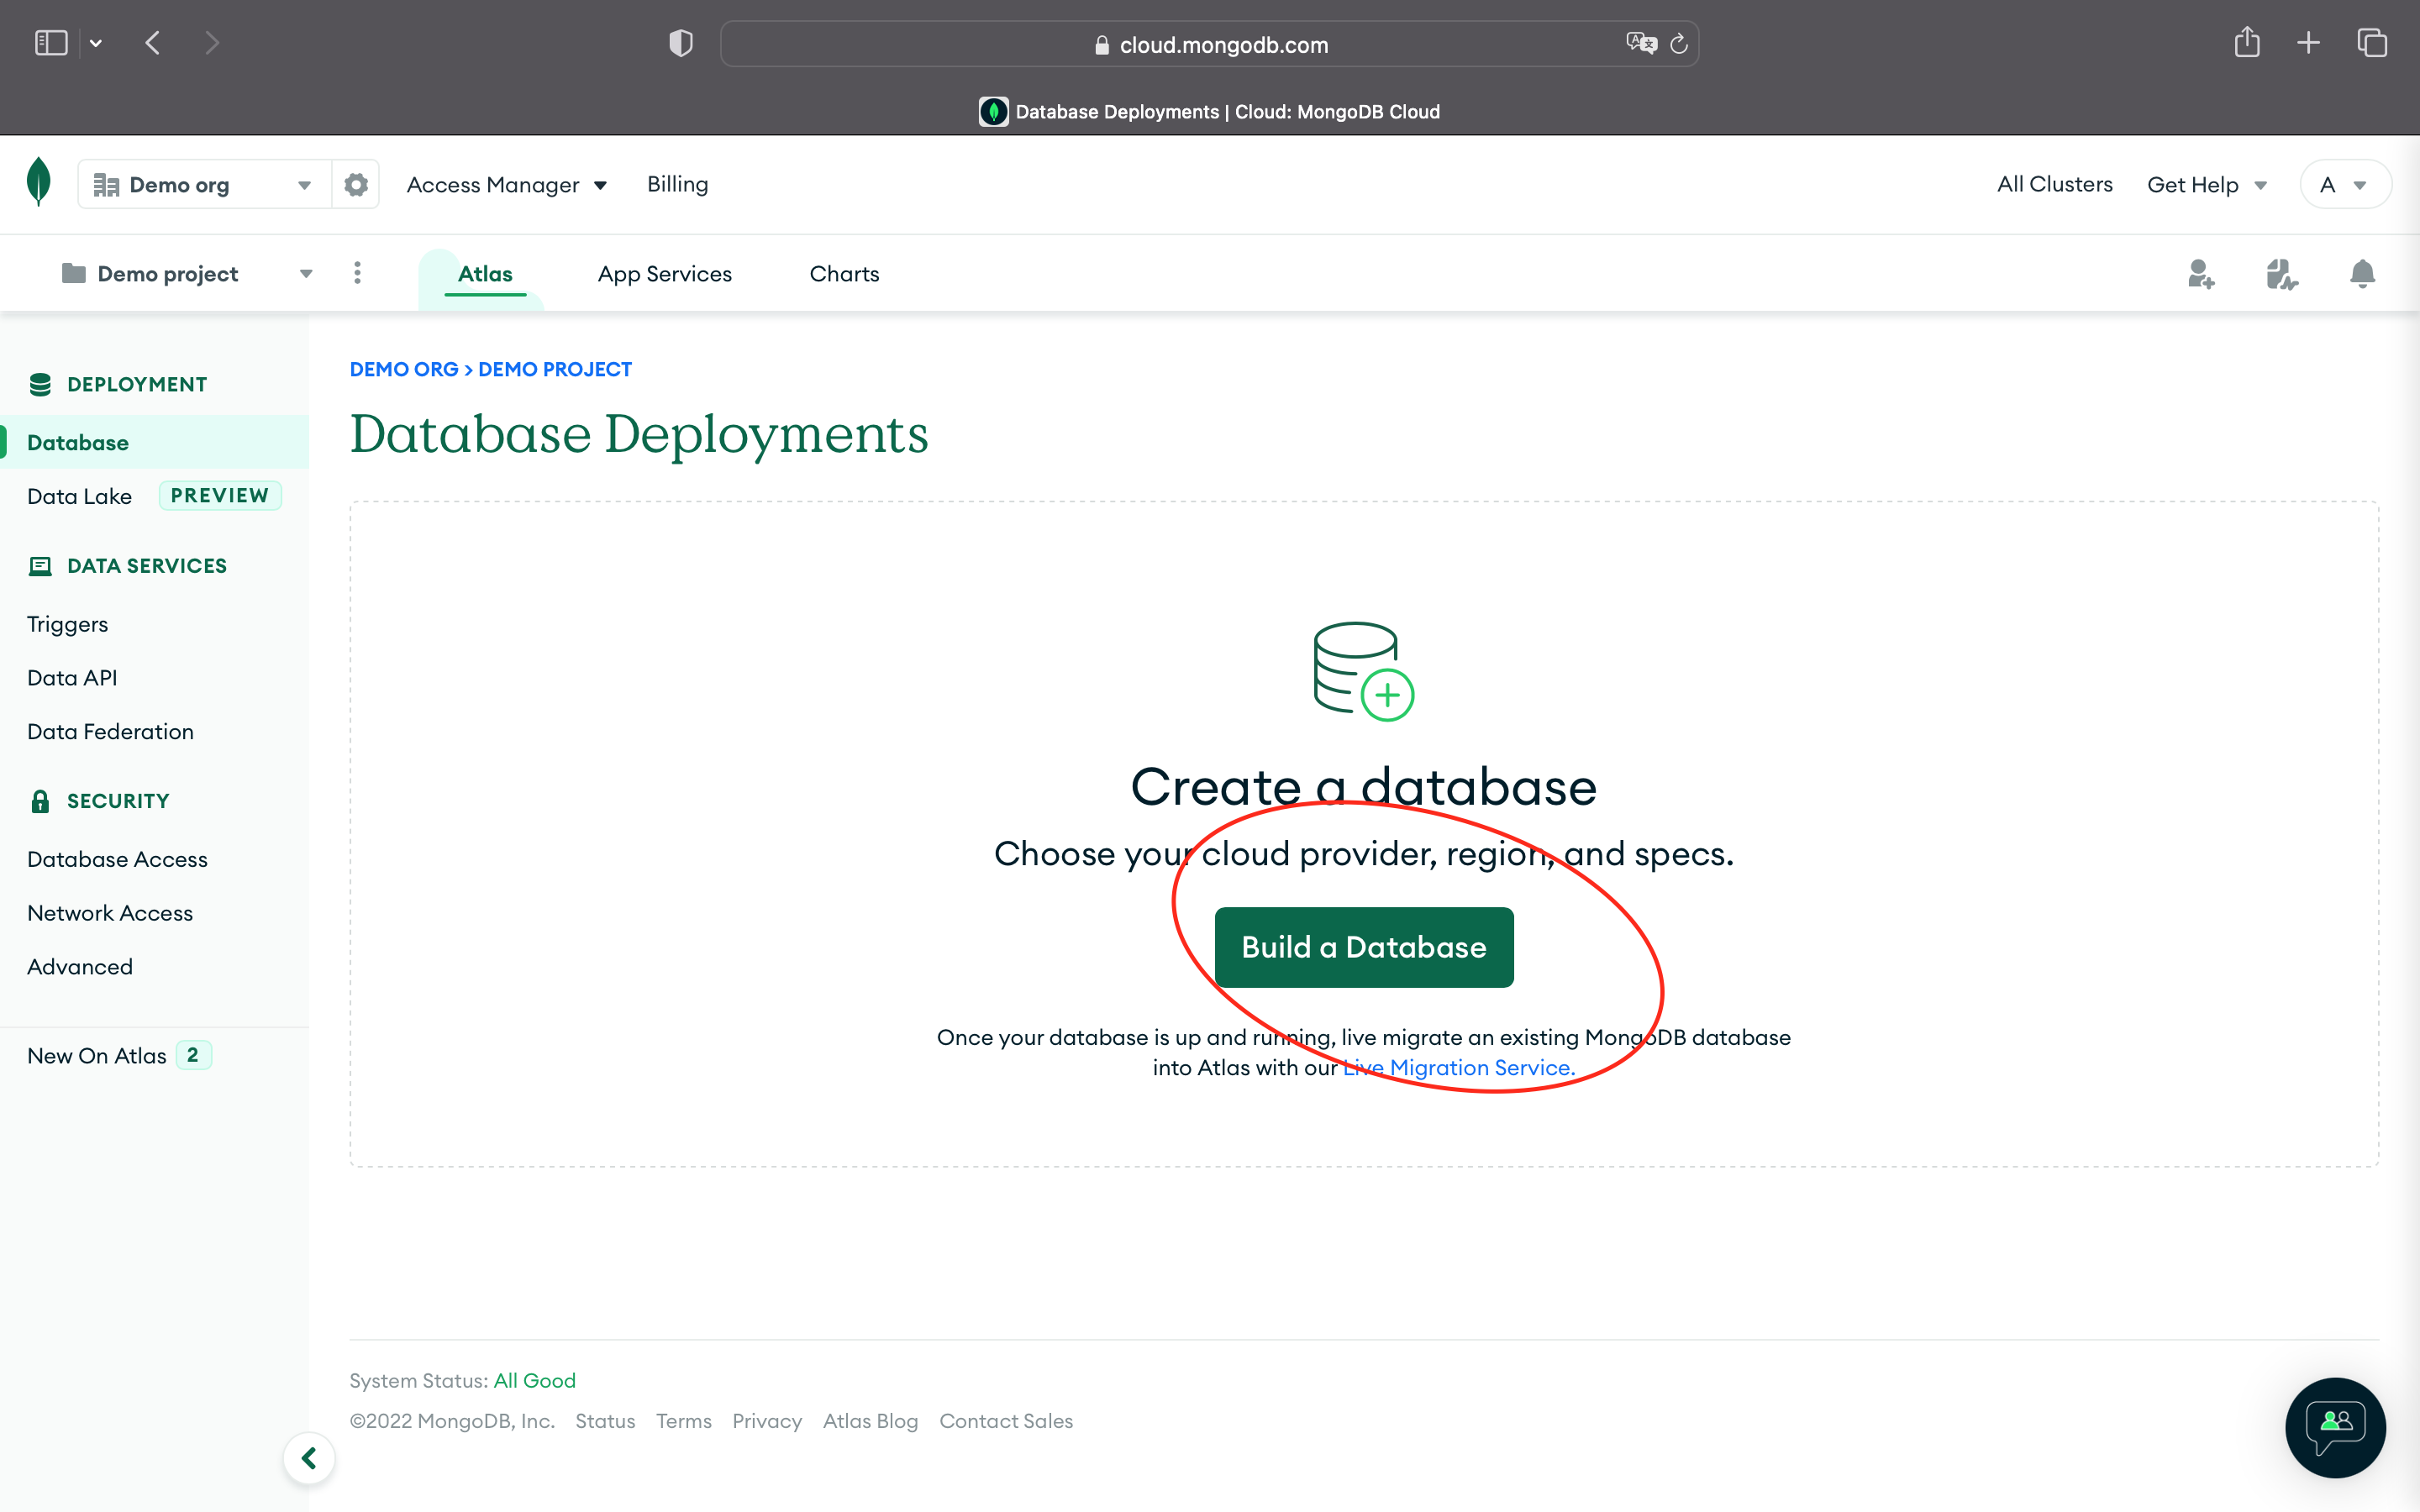 cloud.mongodb.com
Database Deployments | Cloud: MongoDB Cloud
Demo org
Access Manager
Billing
All Clusters
Get Help
A
Demo project
Atlas
App Services
Charts
DEPLOYMENT
Database
Data Lake PREVIEW
DATA SERVICES
Triggers
Data API
Data Federation
SECURITY
Database Access
Network Access
Advanced
New On Atlas 2
DEMO ORG > DEMO PROJECT
Database Deployments
Create a database
Choose your cloud provider, region, and specs.
Build a Database
Once your database is up and running, live migrate an existing MongoDB database
into Atlas with our Live Migration Service.
System Status: All Good
©2022 MongoDB, Inc. Status Terms Privacy Atlas Blog Contact Sales